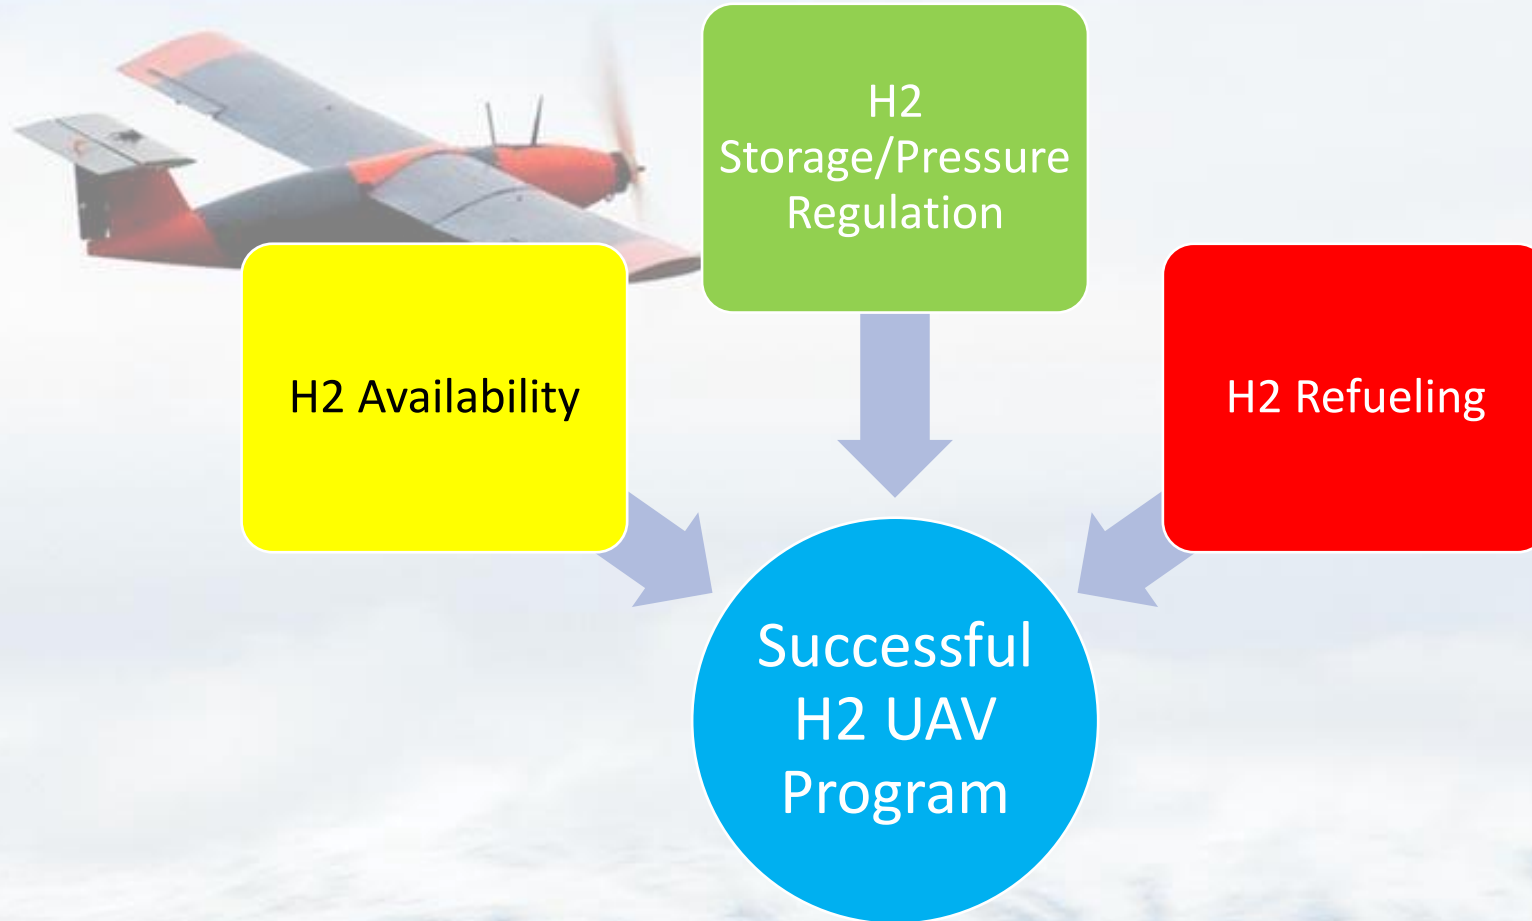 H2
Storage/Pressure
Regulation
H2 Availability
H2 Refueling
Successful
H2 UAV
Program